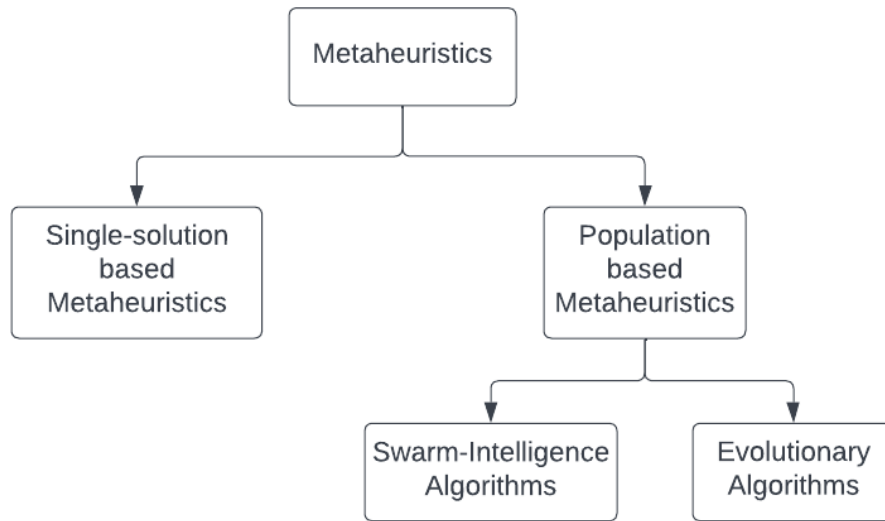 Metaheuristics
Single-solution
based
Metaheuristics
Population
based
Metaheuristics
Swarm-Intelligence
Algorithms
Evolutionary
Algorithms